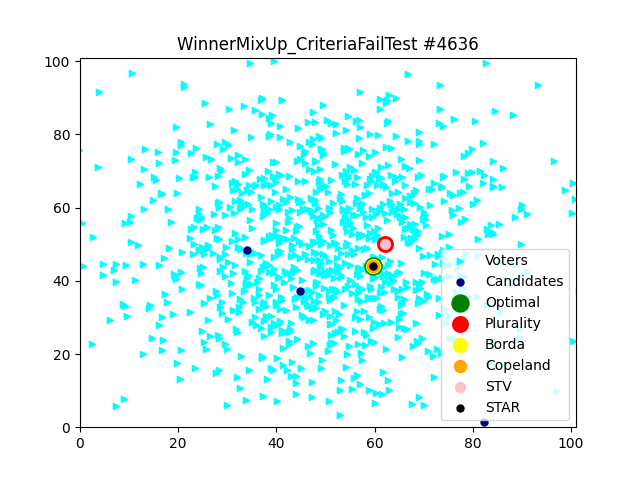 WinnerMixUp_CriteriaFailTest #4636
100
80
60
40
20
0
0 20 40 60 80 100
Voters
Candidates
Optimal
Plurality
Borda
Copeland
STV
STAR